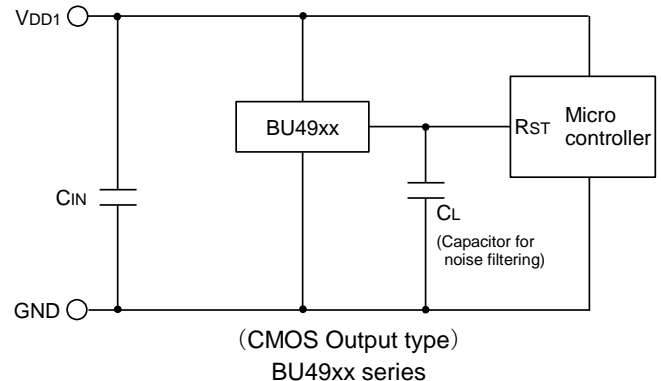 VDD1
BU49xx
RST
Micro
controller
CIN
CL
(Capacitor for
noise filtering)
GND
（CMOS Output type）
BU49xx series